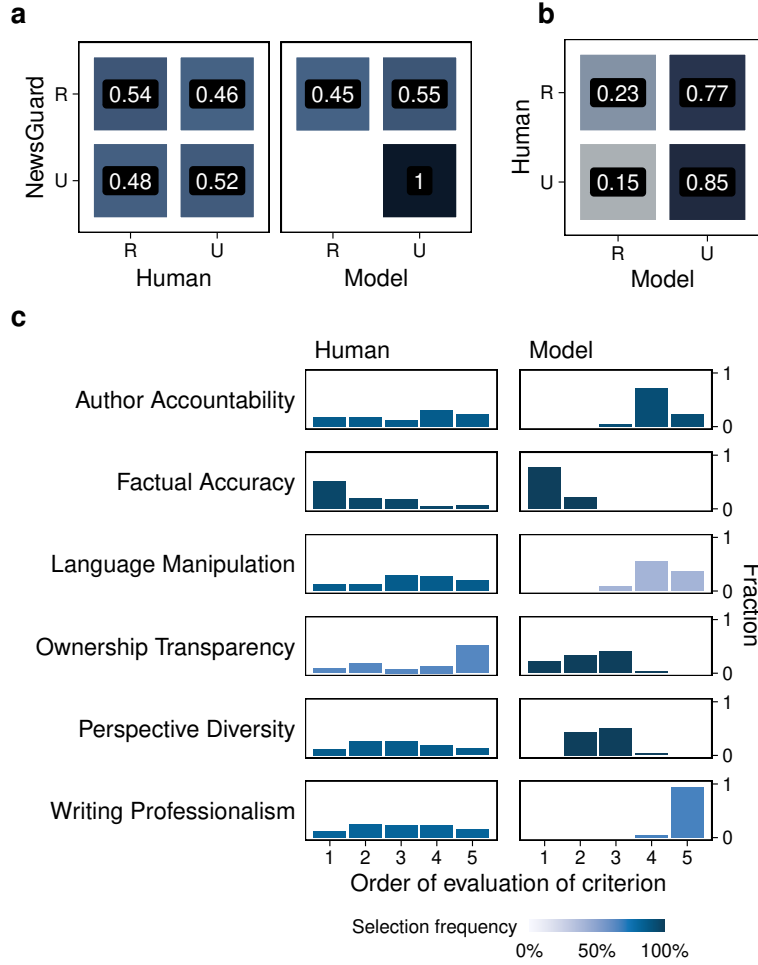 a
b
NewsGuard
R
U
0.54
0.46
0.45
0.55
0.48
0.52
1
R
U
R
U
Human
Model
Human
R
U
0.23
0.77
0.15
0.85
R
U
Model
c
Human
Model
Author Accountability
1
0
Factual Accuracy
1
0
Language Manipulation
1
0
Ownership Transparency
1
0
Perspective Diversity
1
0
Writing Professionalism
1
0
Fraction
1 2 3 4 5
1 2 3 4 5
Order of evaluation of criterion
Selection frequency
0% 50% 100%